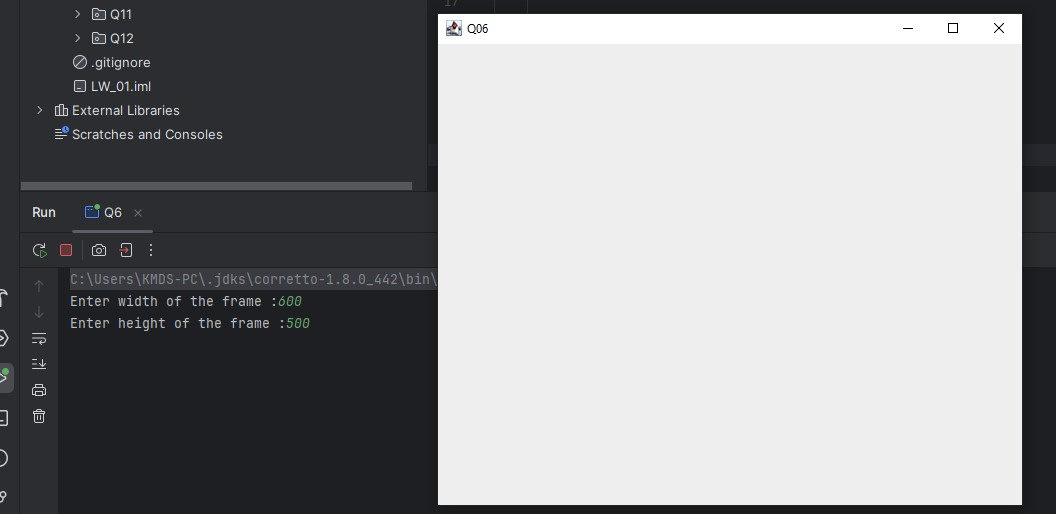 Q11
Q12
.gitignore
LW_01.iml
External Libraries
Scratches and Consoles
17
Q06
Run
Q6
C:\Users\KMDS-PC\.jdks\corretto-1.8.0_442\bin\
Enter width of the frame :600
Enter height of the frame :500